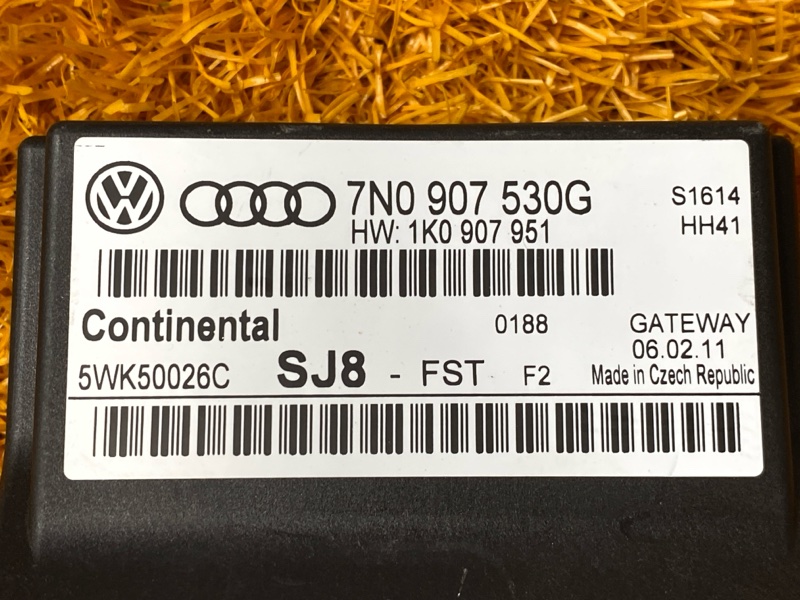 7N0 907 530G S1614
HW: 1K0 907 951 HH41
Continental 0188 GATEWAY
06.02.11
5WK50026C SJ8 - FST F2 Made in Czech Republic